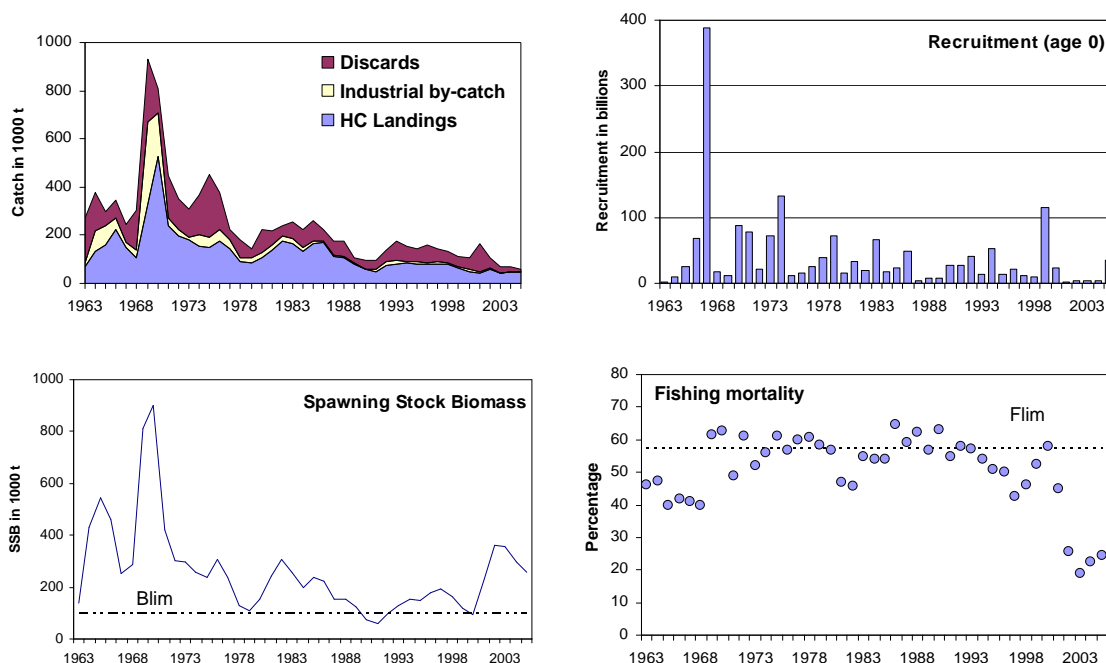 Catch in 1000 t
1000
800
600
400
200
0
Discards
Industrial by-catch
HC Landings
1963 1968 1973 1978 1983 1988 1993 1998 2003
Recruitment in billions
400
300
200
100
0
Recruitment (age 0)
1963 1968 1973 1978 1983 1988 1993 1998 2003
SSB in 1000 t
1000
800
600
400
200
0
Spawning Stock Biomass
Blim
1963 1968 1973 1978 1983 1988 1993 1998 2003
Percentage
80
70
60
50
40
30
20
10
0
Fishing mortality
Flim
1963 1968 1973 1978 1983 1988 1993 1998 2003